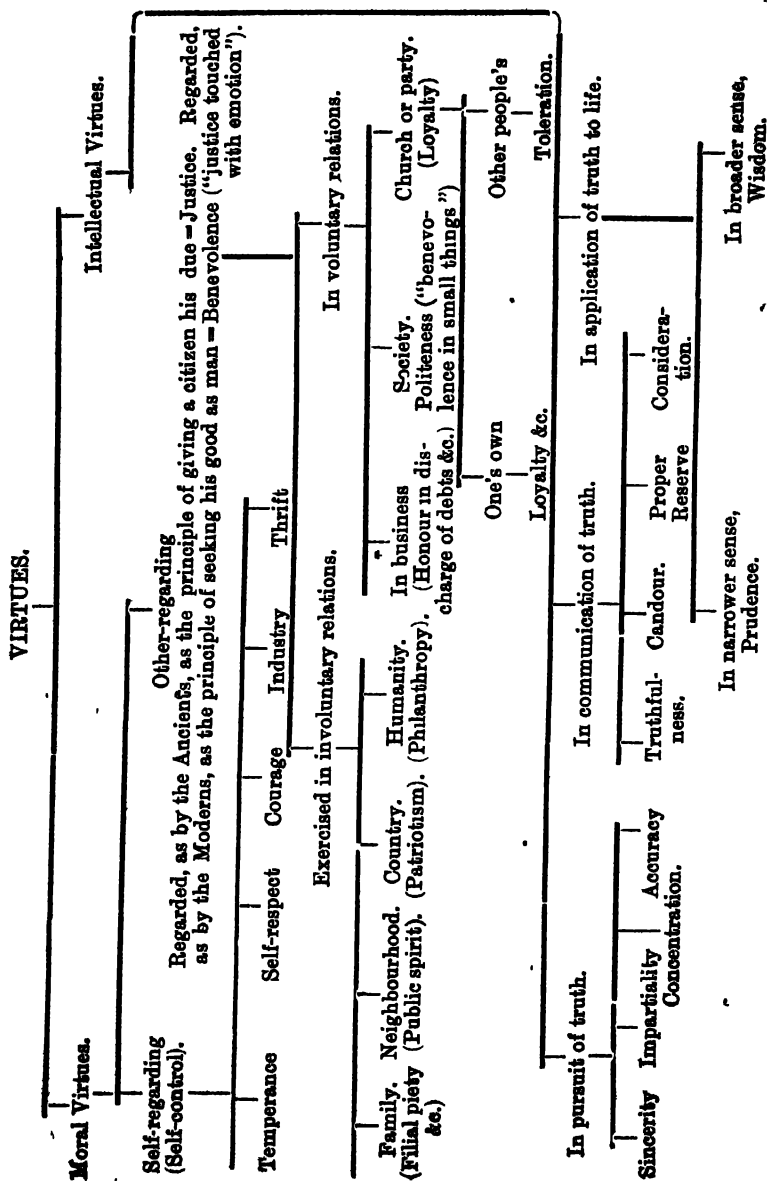 VIRTUES.
Moral Virtues.
Intellectual Virtues.
Self-regarding
(Self-control).
Other-regarding
Regarded, as by the Ancients, as the principle of giving a citizen his due = Justice. Regarded,
as by the Moderns, as the principle of seeking his good as man = Benevolence ("justice touched
with emotion").
Temperance
Self-respect
Courage
Industry
Thrift
Exercised in involuntary relations.
In voluntary relations.
Family.
(Filial piety
&c.)
Neighbourhood.
(Public spirit).
Country.
(Patriotism).
Humanity.
(Philanthropy).
In business
(Honour in dis-
charge of debts &c.)
Society.
Politeness ("benevo-
lence in small things")
Church or party.
(Loyalty)
One's own
Loyalty &c.
Other people's
Toleration.
In pursuit of truth.
In communication of truth.
In application of truth to life.
Sincerity
Impartiality
Concentration.
Accuracy
Truthful-
ness.
Candour.
Proper
Reserve
Considera-
tion.
In narrower sense,
Prudence.
In broader sense,
Wisdom.